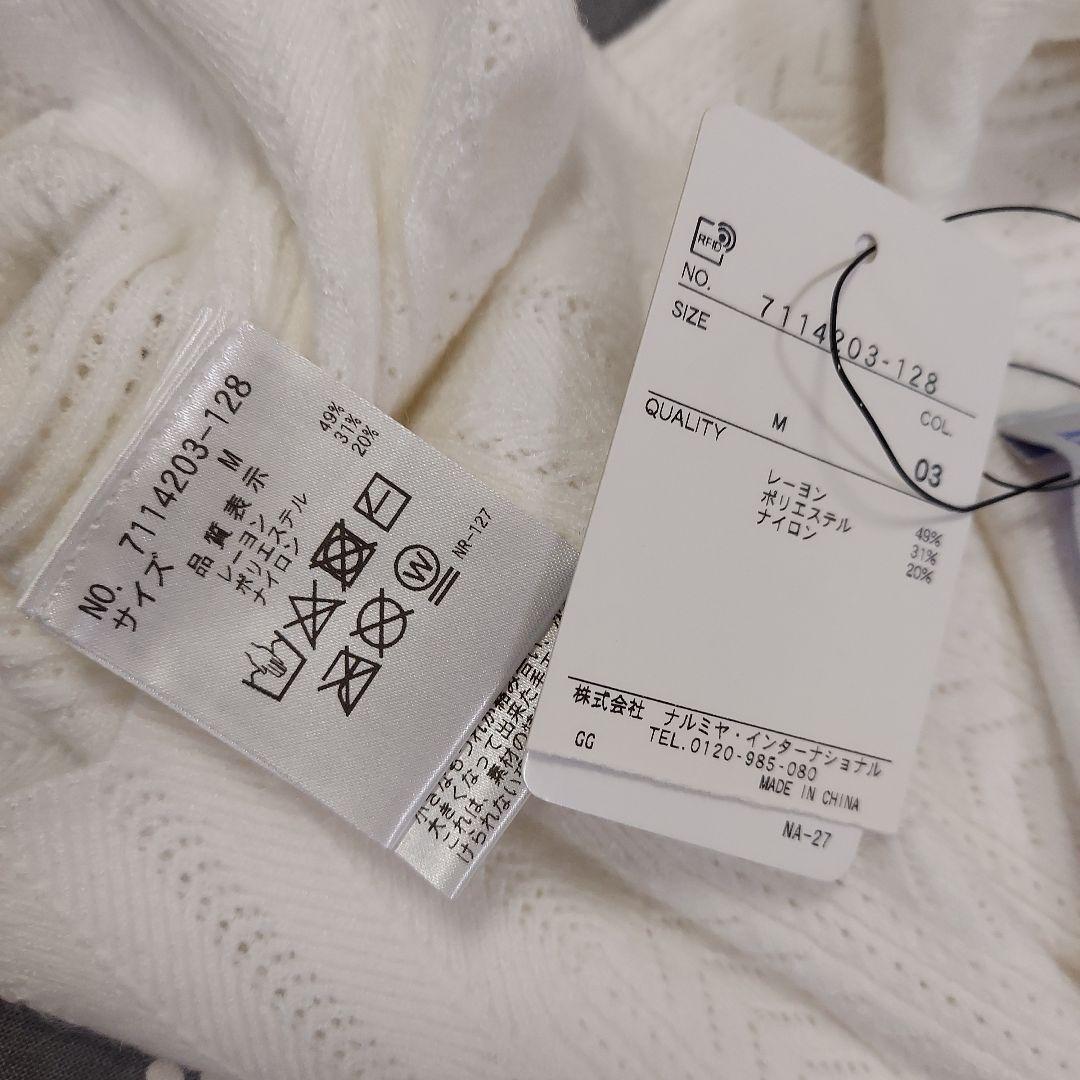 NO. 7114203-128
サイズ M
品質表示
レーヨン 49%
ポリエステル 31%
ナイロン 20%
W
NR-127
RFID
NO. 7114203-128
SIZE COL.
M 03
QUALITY
レーヨン 49%
ポリエステル 31%
ナイロン 20%
株式会社 ナルミヤ・インターナショナル
TEL.0120-985-080
GG
MADE IN CHINA
NA-27